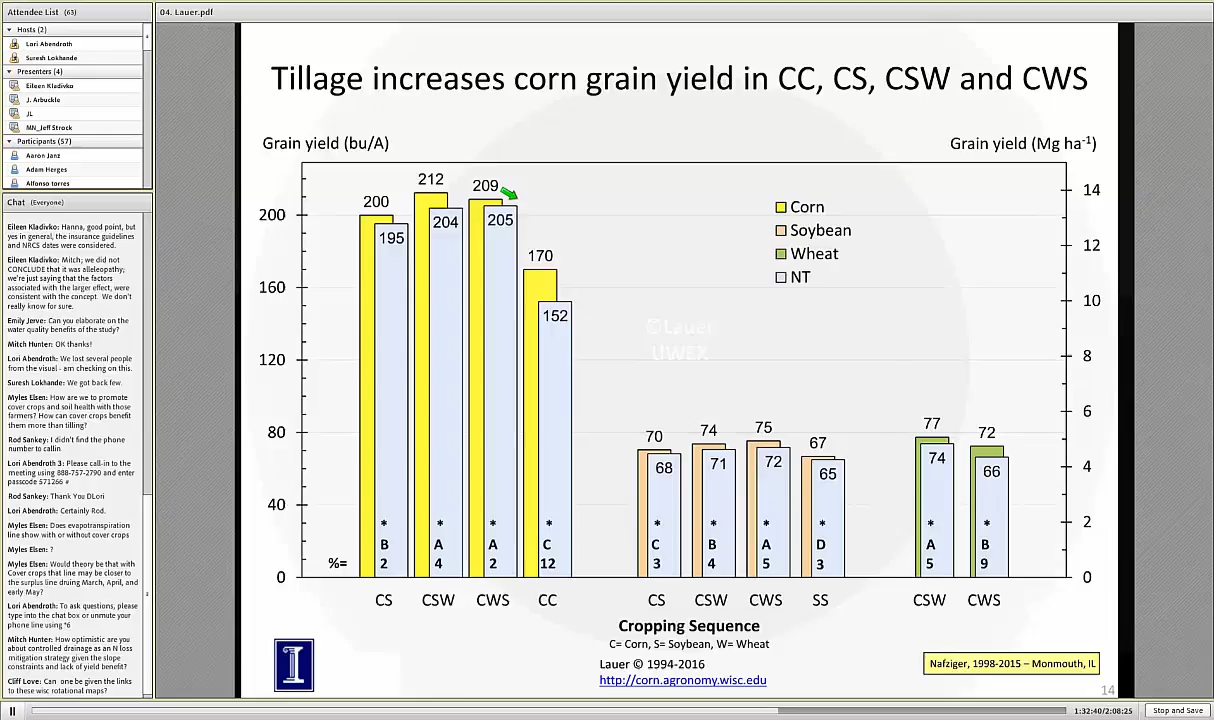 Attendee List (63)
Hosts (2)
Lori Abendroth
Suresh Lokhande
Presenters (4)
Eileen Kladivko
J. Arbuckle
JL
MN_Jeff Strock
Participants (57)
Aaron Janz
Adam Herges
Alfonso torres
Chat (Everyone)
Eileen Kladivko: Hanna, good point, but
yes in general, the insurance guidelines
and NRCS dates were considered.
Eileen Kladivko: Mitch; we did not
CONCLUDE that it was alleleopathy;
we're just saying that the factors
associated with the larger effect, were
consistent with the concept. We don't
really know for sure.
Emily Jerve: Can you elaborate on the
water quality benefits of the study?
Mitch Hunter: OK thanks!
Lori Abendroth: We lost several people
from the visual - am checking on this.
Suresh Lokhande: We got back few.
Myles Elsen: How are we to promote
cover crops and soil health with those
farmers? How can cover crops benefit
them more than tilling?
Rod Sankey: I didn't find the phone
number to callin
Lori Abendroth 3: Please call-in to the
meeting using 888-757-2790 and enter
passcode 571266 #
Rod Sankey: Thank You DLori
Lori Abendroth: Certainly Rod.
Myles Elsen: Does evapotranspiration
line show with or without cover crops
Myles Elsen: ?
Myles Elsen: Would theory be that with
Cover crops that line may be closer to
the surplus line druing March, April, and
early May?
Lori Abendroth: To ask questions, please
type into the chat box or unmute your
phone line using *6
Mitch Hunter: How optimistic are you
about controlled drainage as an N loss
mitigation strategy given the slope
constraints and lack of yield benefit?
Cliff Love: Can one be given the links
to these wisc rotational maps?
04. Lauer.pdf
Tillage increases corn grain yield in CC, CS, CSW and CWS
Grain yield (bu/A)
Grain yield (Mg ha-1)
200
160
120
80
40
0
14
12
10
8
6
4
2
0
200 212 209 170
195 204 205 152
70 74 75 67
68 71 72 65
77 72
74 66
Corn
Soybean
Wheat
NT
©Lauer
UWEX
* * * * * * * * * *
B A A C C B A D A B
%= 2 4 2 12 3 4 5 3 5 9
CS CSW CWS CC CS CSW CWS SS CSW CWS
Cropping Sequence
C= Corn, S= Soybean, W= Wheat
Lauer © 1994-2016
http://corn.agronomy.wisc.edu
I
Nafziger, 1998-2015 – Monmouth, IL
14
1:32:40/2:08:25
Stop and Save